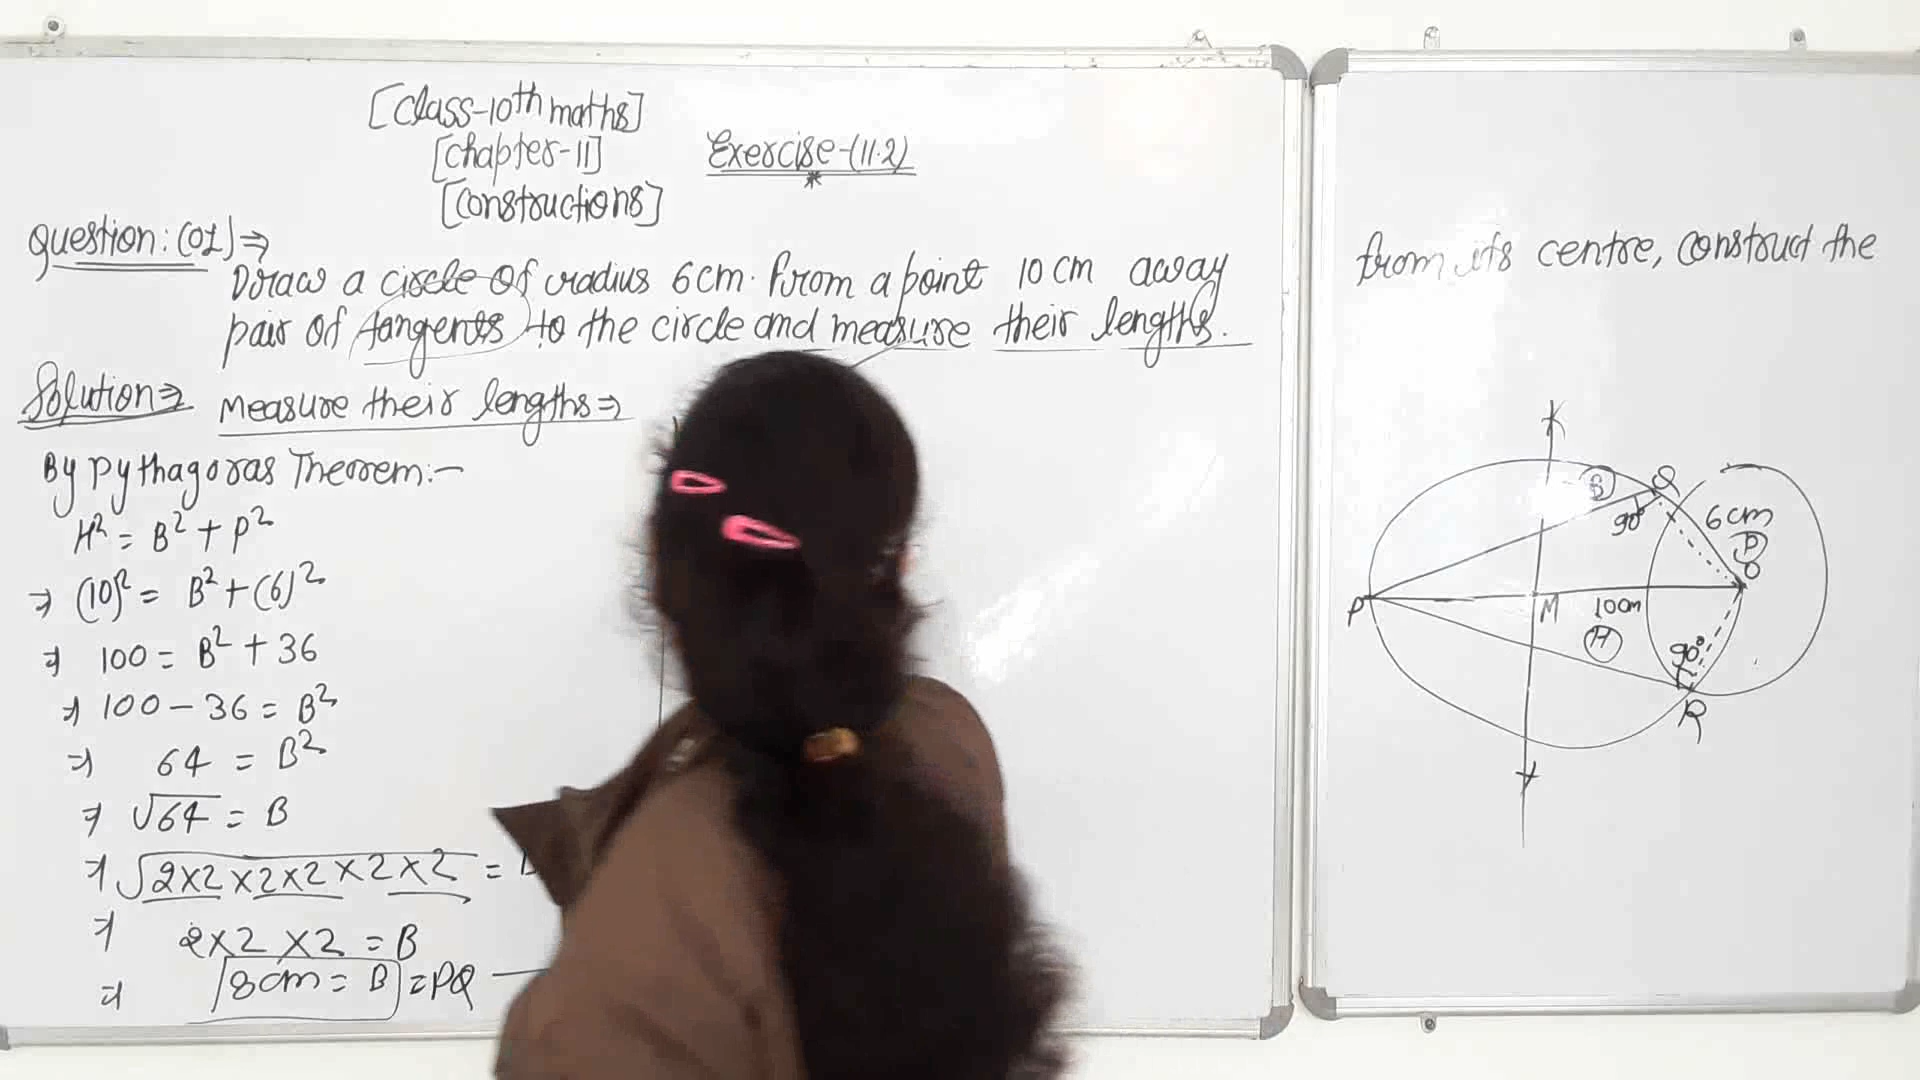 [Class-10th maths]
[Chapter-11]
Exercise-(11.2)
[Constructions]
Question:(01)⇒
Draw a circle of radius 6cm. From a point 10cm away from its centre, construct the
pair of tangents to the circle and measure their lengths.
Solution⇒ Measure their lengths⇒
By Pythagoras Theorem:-
H² = B² + P²
⇒ (10)² = B² + (6)²
⇒ 100 = B² + 36
⇒ 100 - 36 = B²
⇒ 64 = B²
⇒ √64 = B
⇒ √2×2×2×2×2×2 =
⇒ 2×2×2 = B
⇒ 8cm = B = PQ
B
Q
90°
6cm
P
O
P
M
10cm
H
90°
R